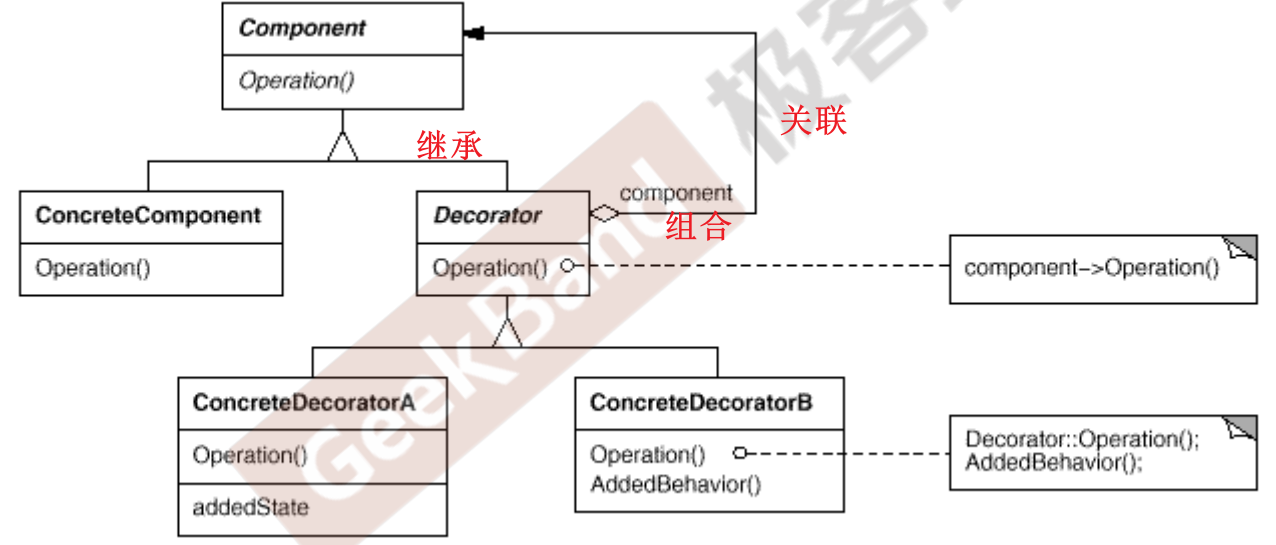 Component
Operation()
关联
继承
ConcreteComponent
Operation()
Decorator
Operation()
component
组合
component->Operation()
ConcreteDecoratorA
Operation()
addedState
ConcreteDecoratorB
Operation()
AddedBehavior()
Decorator::Operation();
AddedBehavior();
GeekBand
极客